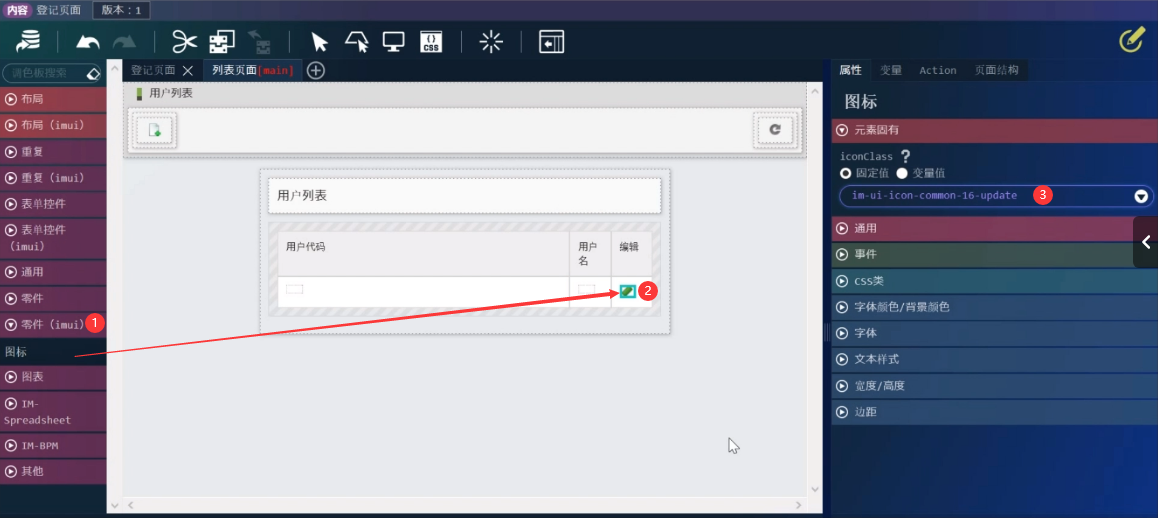 内容 登记页面 版本：1
{} CSS
调色板搜索
登记页面 列表页面[main]
属性 变量 Action 页面结构
布局
布局 (imui)
重复
重复 (imui)
表单控件
表单控件
(imui)
通用
零件
零件 (imui) 1
图标
图表
IM-
Spreadsheet
IM-BPM
其他
用户列表
用户列表
用户代码 用户名 编辑
2
图标
元素固有
iconClass ?
固定值 变量值
im-ui-icon-common-16-update 3
通用
事件
CSS类
字体颜色/背景颜色
字体
文本样式
宽度/高度
边距